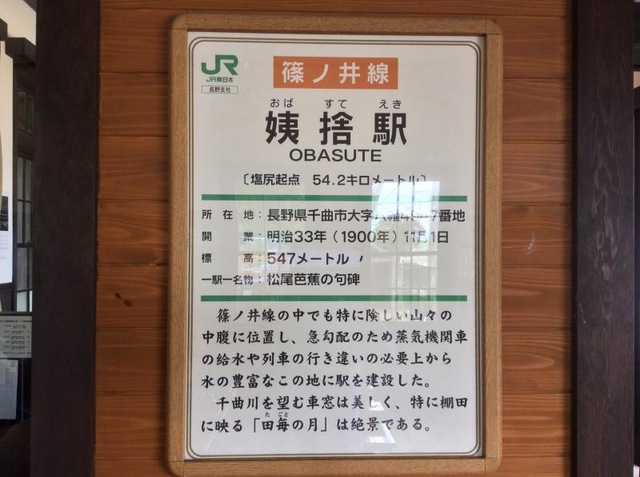 JR
JR東日本
長野支社
篠ノ井線
おば すて えき
姨捨駅
OBASUTE
〔塩尻起点 54.2キロメートル〕
所在地：長野県千曲市大字 番地
開業：明治33年（1900年）11月1日
標高：547メートル
一駅一名物：松尾芭蕉の句碑
篠ノ井線の中でも特に険しい山々の
中腹に位置し、急勾配のため蒸気機関車
の給水や列車の行き違いの必要上から
水の豊富なこの地に駅を建設した。
千曲川を望む車窓は美しく、特に棚田
に映る「田毎の月」は絶景である。
たごと